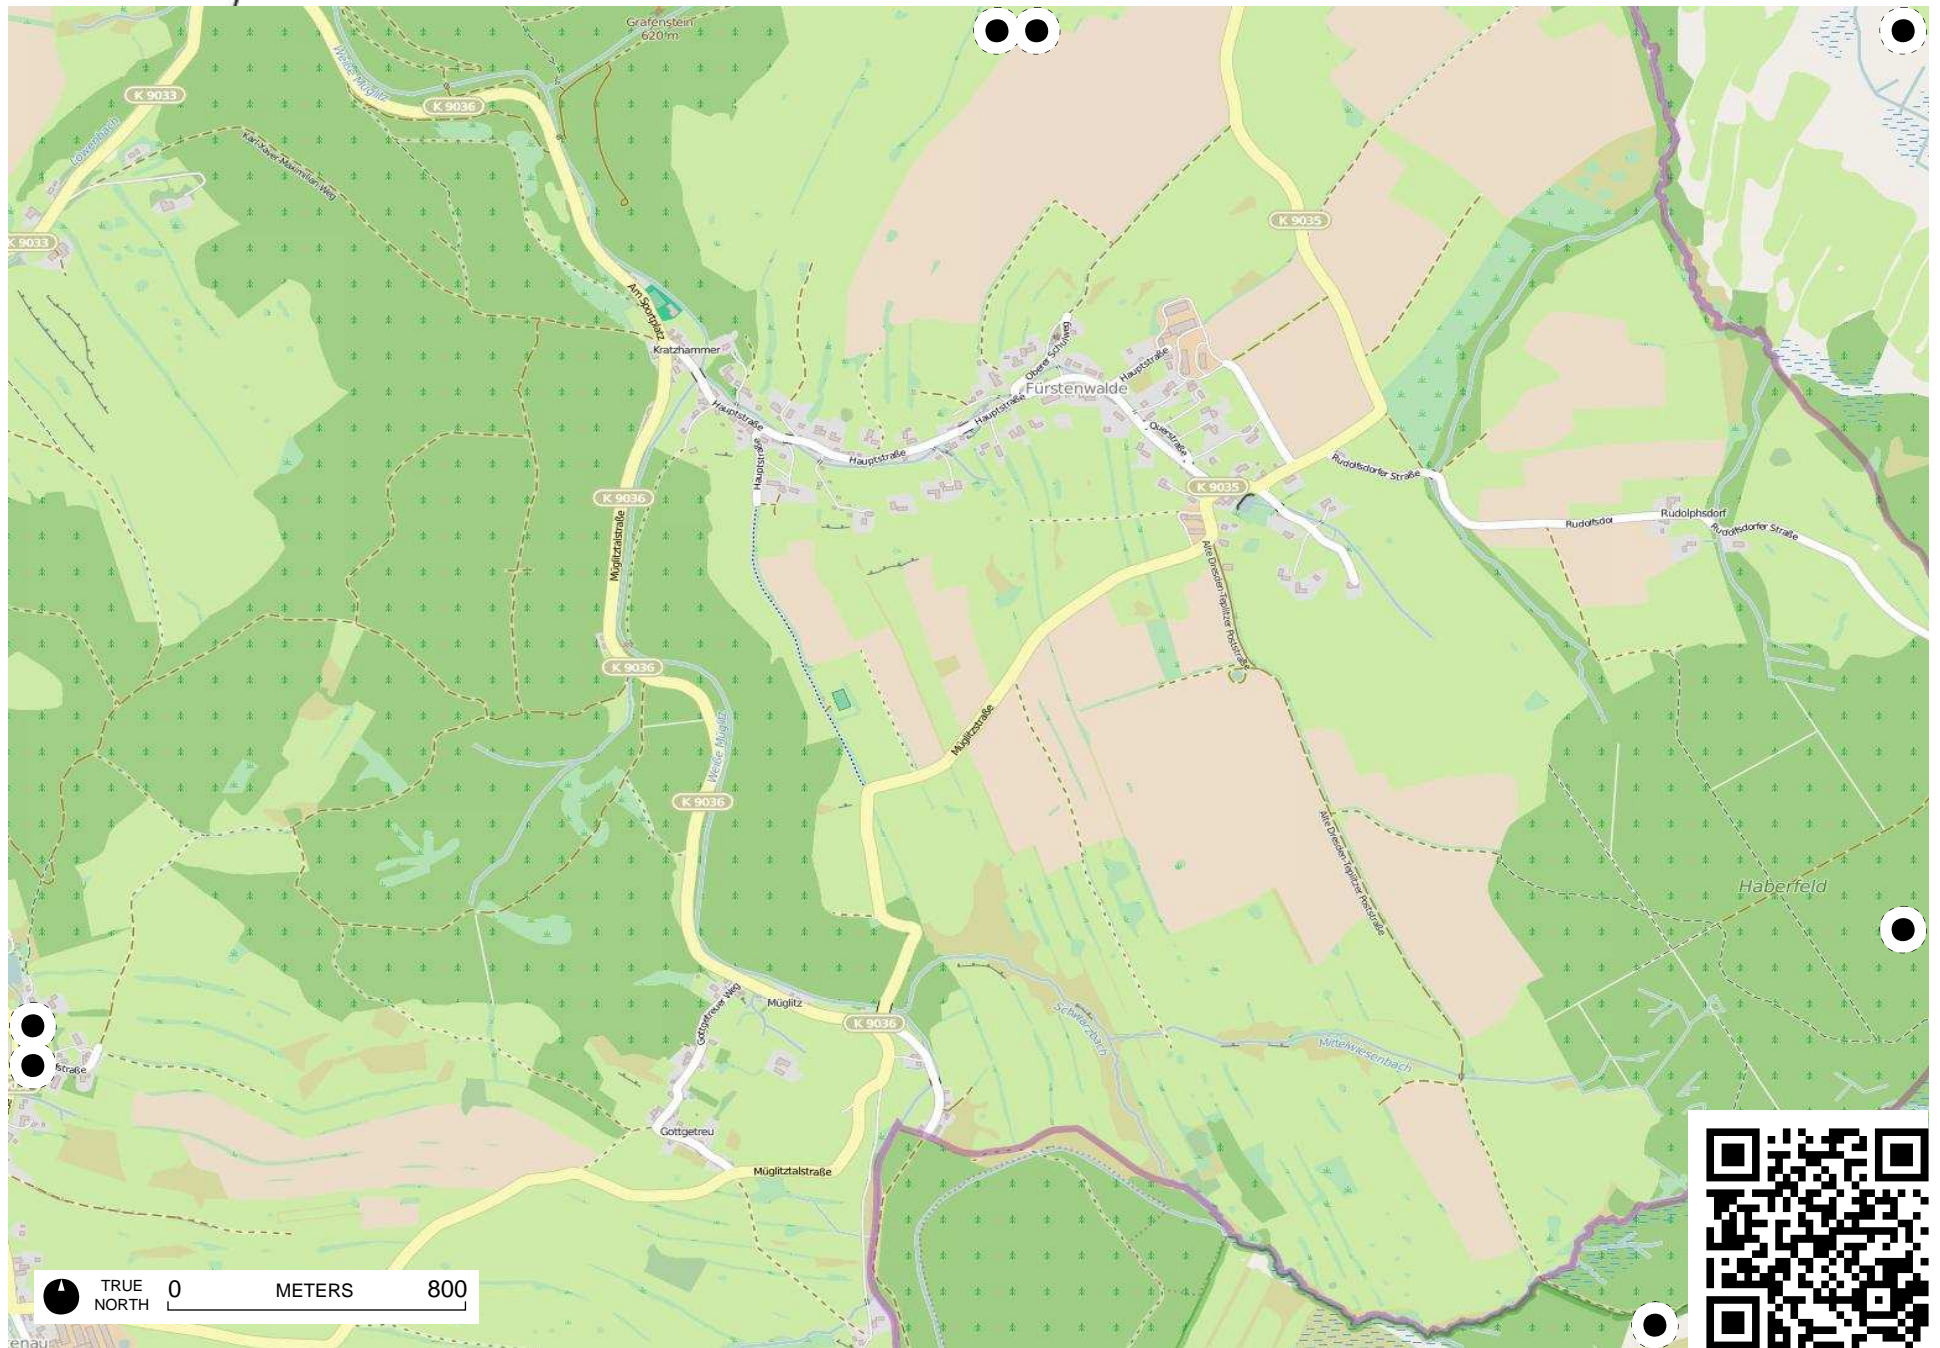 Grafenstein
620 m
Weiße Müglitz
K 9033
K 9036
Löwenbach
Karl-Xaver-Maximilian-Weg
K 9035
K 9033
Am Sportplatz
Kratzhammer
Oberer Schulweg
Hauptstraße
Fürstenwalde
Hauptstraße
Hauptstraße
Querstraße
Hauptstraße
Hauptstraße
Rudolfsdorfer Straße
K 9035
K 9036
Rudolphsdorf
Rudolfsdor
Rudolfsdorfer Straße
Müglitztalstraße
Alte Dresden-Teplitzer Poststraße
K 9036
Weiße Müglitz
Müglitzstraße
K 9036
Alte Dresden-Teplitzer Poststraße
Haberfeld
Gottgetreuer Weg
Müglitz
K 9036
Schwarzbach
Mittelwiesenbach
straße
Gottgetreu
Müglitztalstraße
TRUE
NORTH
0 METERS 800
enau